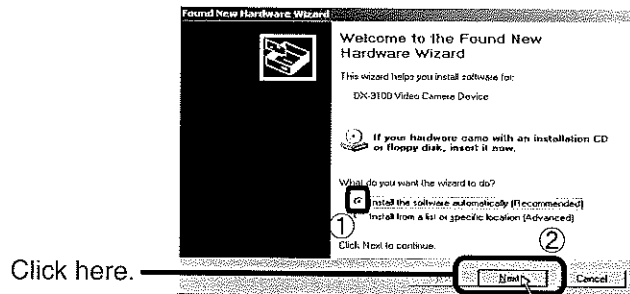 Found New Hardware Wizard
Welcome to the Found New
Hardware Wizard
This wizard helps you install software for:
DX-3100 Video Camera Device
If your hardware came with an installation CD
or floppy disk, insert it now.
What do you want the wizard to do?
Install the software automatically (Recommended)
Install from a list or specific location (Advanced)
①
Click Next to continue.
②
Click here.
Next
Cancel